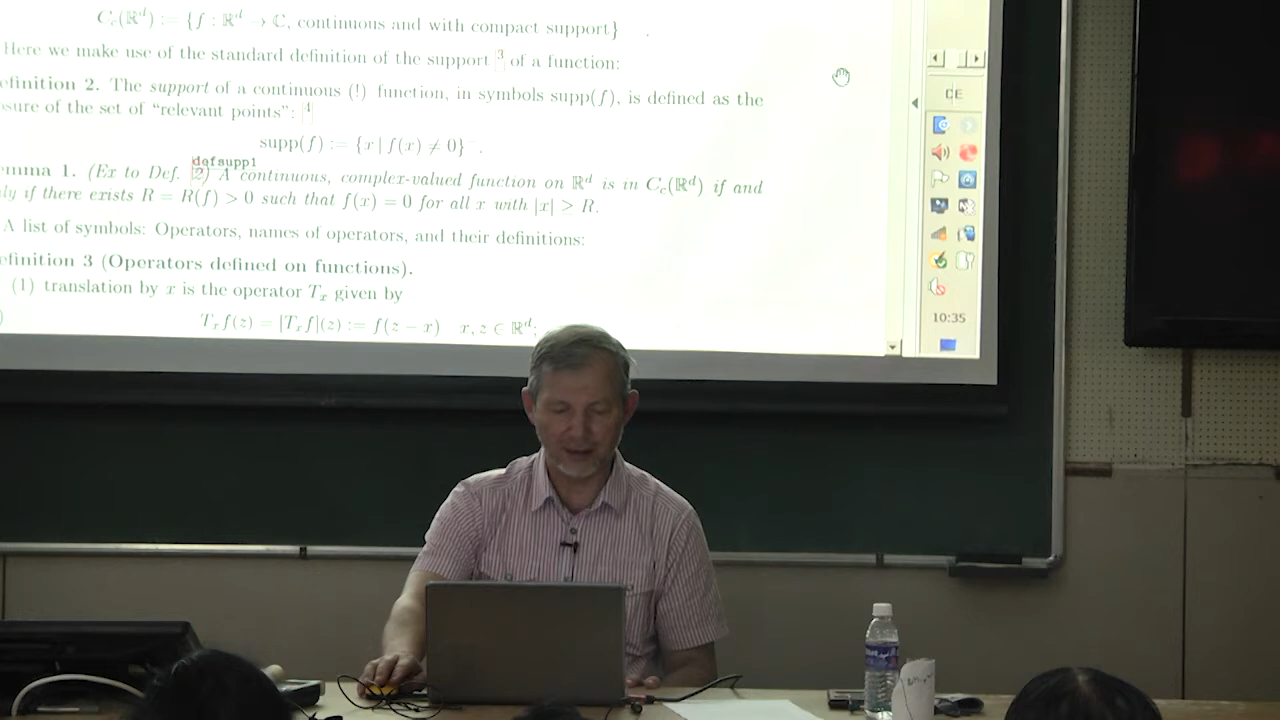 C_c(ℝ^d) := {f : ℝ^d → ℂ, continuous and with compact support} .
Here we make use of the standard definition of the support 3 of a function:
efinition 2. The support of a continuous (!) function, in symbols supp(f), is defined as the
osure of the set of “relevant points”: 4
supp(f) := {x | f(x) ≠ 0}⁻.
defsupp1
mma 1. (Ex to Def. 2) A continuous, complex-valued function on ℝ^d is in C_c(ℝ^d) if and
ly if there exists R = R(f) > 0 such that f(x) = 0 for all x with |x| ≥ R.
A list of symbols: Operators, names of operators, and their definitions:
efinition 3 (Operators defined on functions).
(1) translation by x is the operator T_x given by
) T_x f(z) = [T_x f](z) := f(z − x) x, z ∈ ℝ^d;
DE
10:35